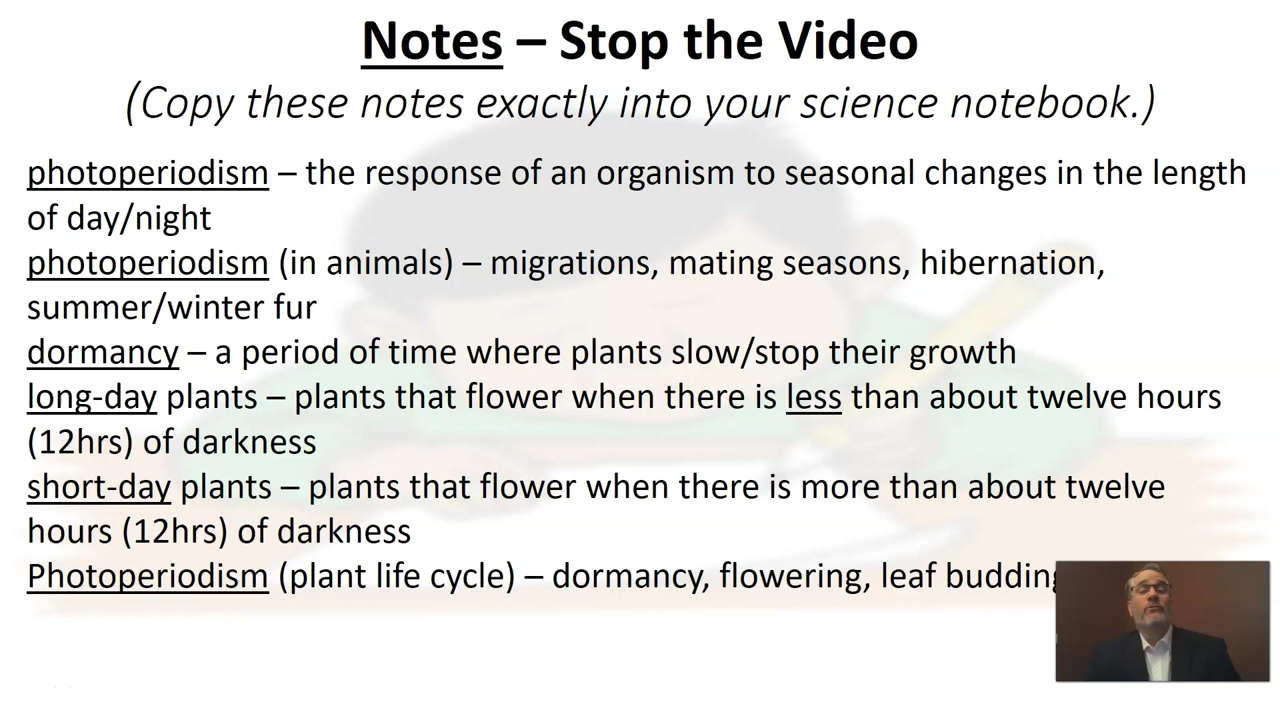 Notes – Stop the Video
(Copy these notes exactly into your science notebook.)
photoperiodism – the response of an organism to seasonal changes in the length
of day/night
photoperiodism (in animals) – migrations, mating seasons, hibernation,
summer/winter fur
dormancy – a period of time where plants slow/stop their growth
long-day plants – plants that flower when there is less than about twelve hours
(12hrs) of darkness
short-day plants – plants that flower when there is more than about twelve
hours (12hrs) of darkness
Photoperiodism (plant life cycle) – dormancy, flowering, leaf budding